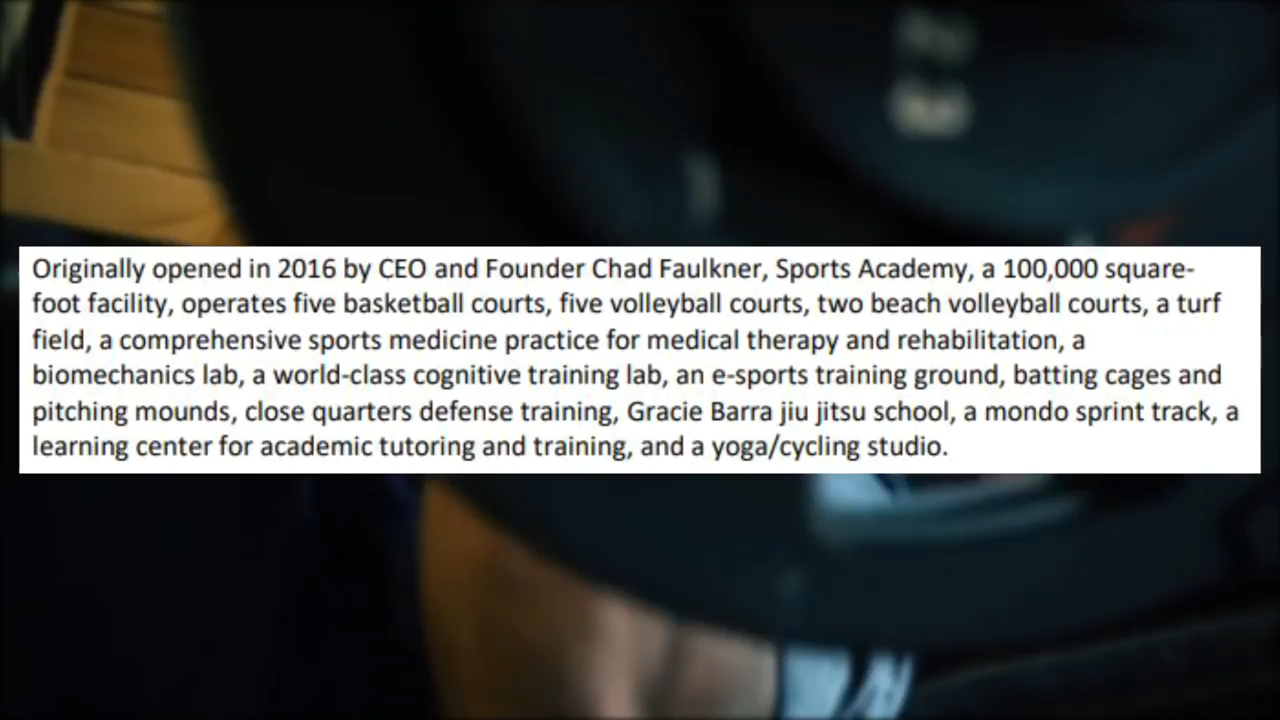 Originally opened in 2016 by CEO and Founder Chad Faulkner, Sports Academy, a 100,000 square-
foot facility, operates five basketball courts, five volleyball courts, two beach volleyball courts, a turf
field, a comprehensive sports medicine practice for medical therapy and rehabilitation, a
biomechanics lab, a world-class cognitive training lab, an e-sports training ground, batting cages and
pitching mounds, close quarters defense training, Gracie Barra jiu jitsu school, a mondo sprint track, a
learning center for academic tutoring and training, and a yoga/cycling studio.